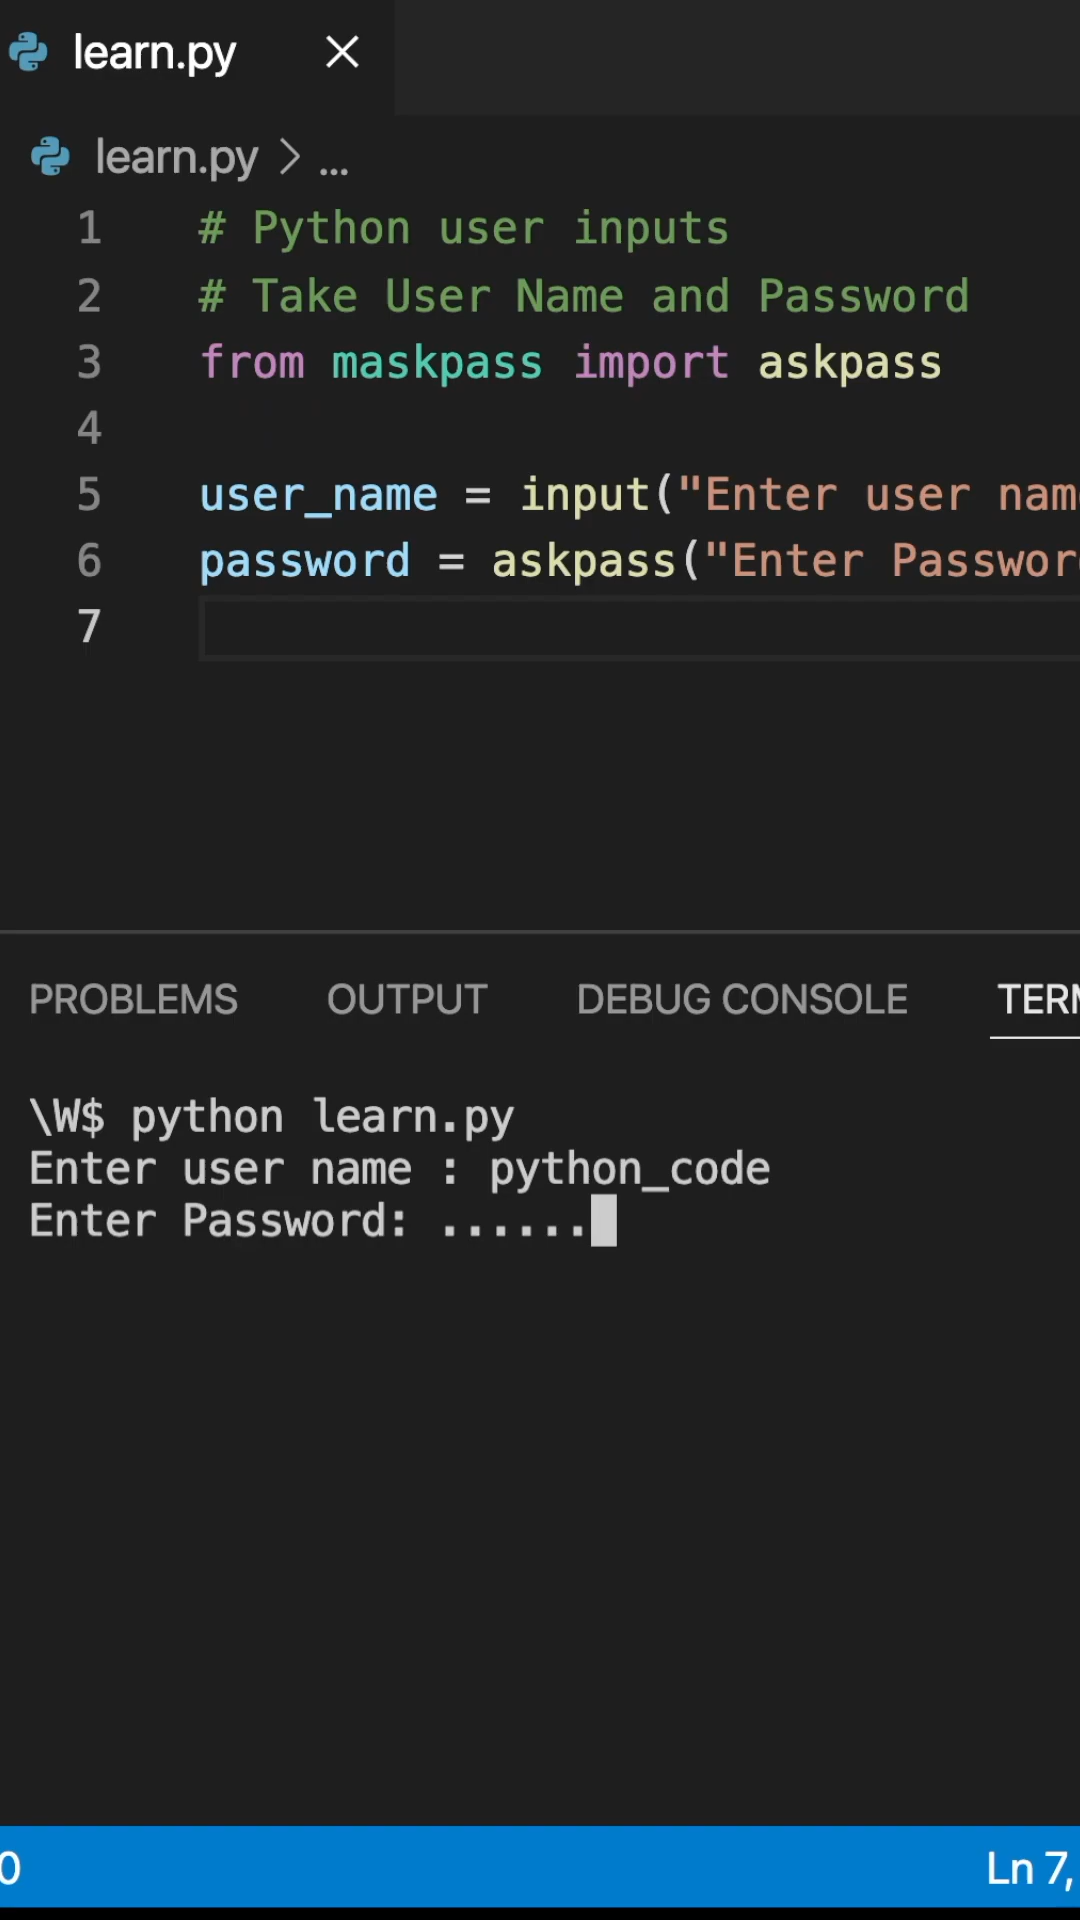 learn.py
learn.py > ...
1 # Python user inputs
2 # Take User Name and Password
3 from maskpass import askpass
4
5 user_name = input("Enter user nam
6 password = askpass("Enter Passwor
7
PROBLEMS OUTPUT DEBUG CONSOLE TERM
\W$ python learn.py
Enter user name : python_code
Enter Password: ......
0 Ln 7,